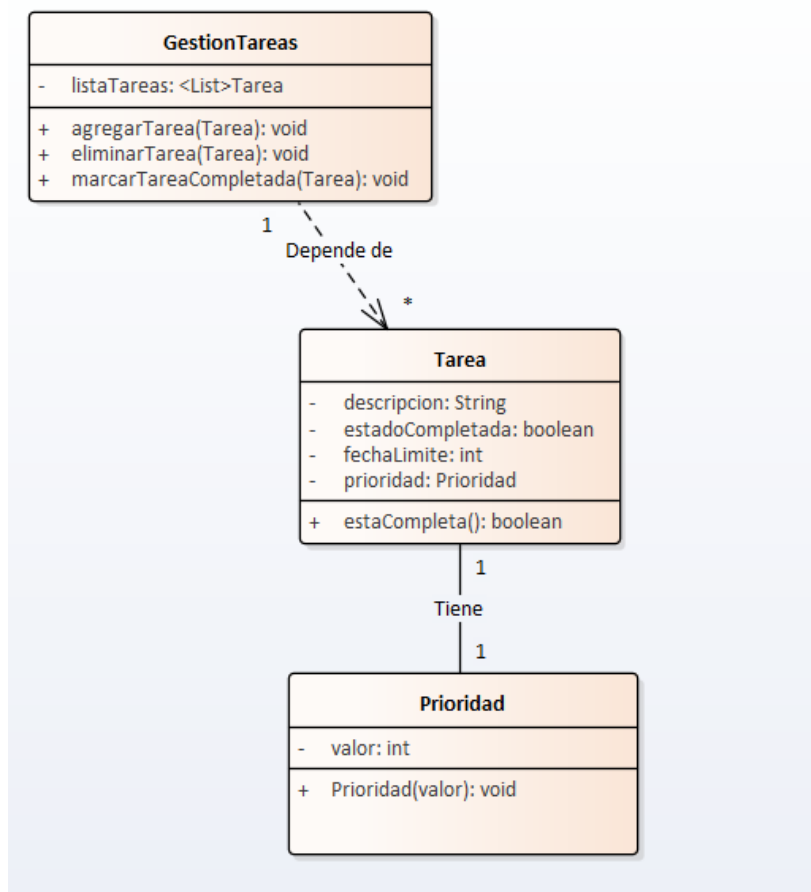 GestionTareas
- listaTareas: <List>Tarea
+ agregarTarea(Tarea): void
+ eliminarTarea(Tarea): void
+ marcarTareaCompletada(Tarea): void
1
Depende de
*
Tarea
- descripcion: String
- estadoCompletada: boolean
- fechaLimite: int
- prioridad: Prioridad
+ estaCompleta(): boolean
1
Tiene
1
Prioridad
- valor: int
+ Prioridad(valor): void